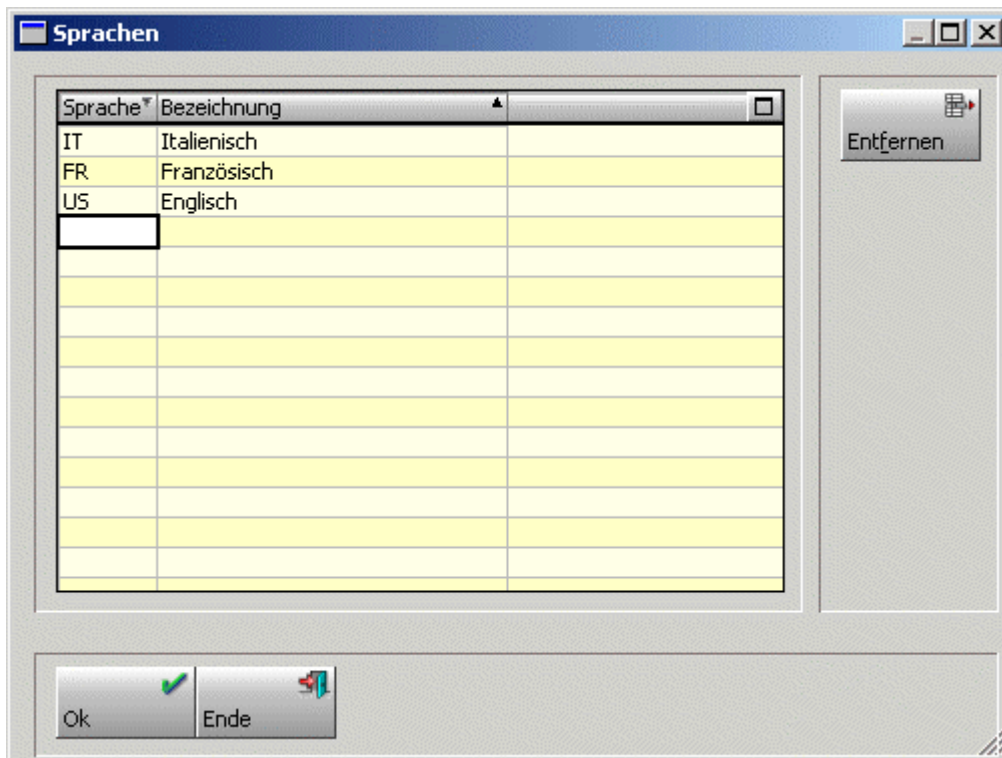 Sprachen
Sprache Bezeichnung
IT Italienisch
FR Französisch
US Englisch
Entfernen
Ok
Ende